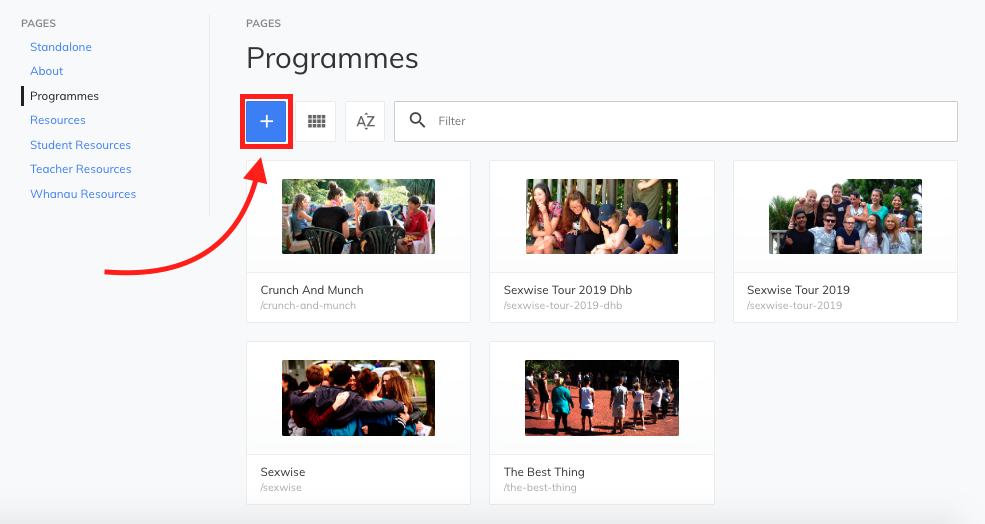 PAGES
Standalone
About
Programmes
Resources
Student Resources
Teacher Resources
Whanau Resources
PAGES
Programmes
+
AZ
Filter
Crunch And Munch
/crunch-and-munch
Sexwise Tour 2019 Dhb
/sexwise-tour-2019-dhb
Sexwise Tour 2019
/sexwise-tour-2019
Sexwise
/sexwise
The Best Thing
/the-best-thing